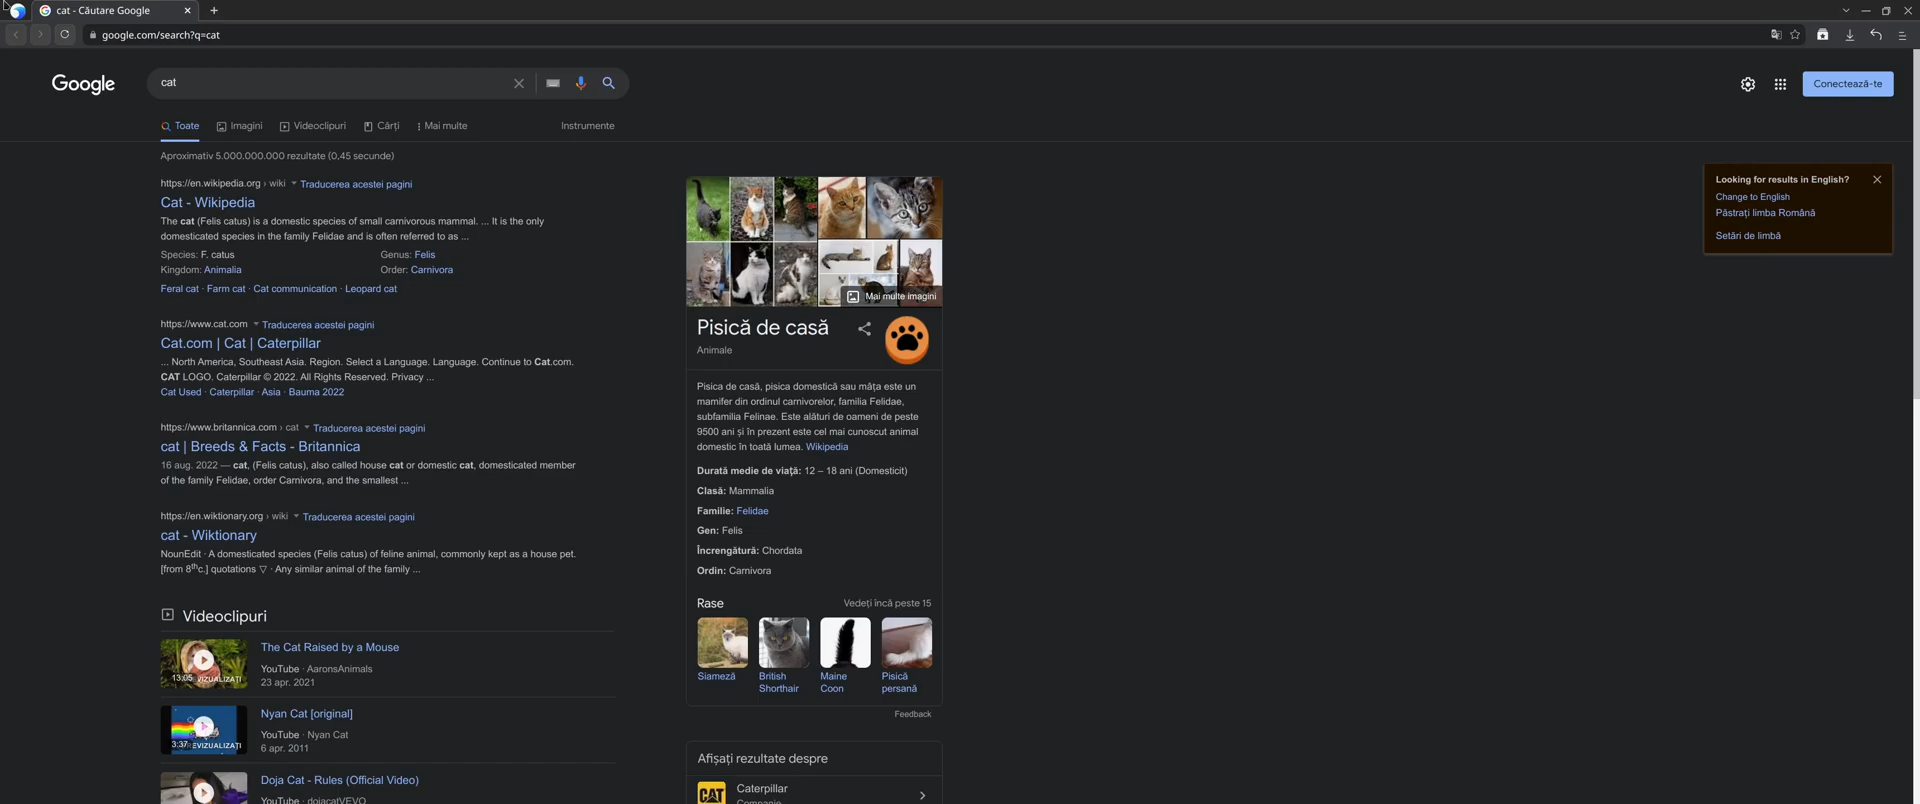 cat - Căutare Google
google.com/search?q=cat
Google
cat
Conectează-te
Toate
Imagini
Videoclipuri
Cărți
Mai multe
Instrumente
Aproximativ 5.000.000.000 rezultate (0,45 secunde)
https://en.wikipedia.org › wiki Traducerea acestei pagini
Cat - Wikipedia
The cat (Felis catus) is a domestic species of small carnivorous mammal. ... It is the only
domesticated species in the family Felidae and is often referred to as ...
Species: F. catus
Genus: Felis
Kingdom: Animalia
Order: Carnivora
Feral cat · Farm cat · Cat communication · Leopard cat
https://www.cat.com Traducerea acestei pagini
Cat.com | Cat | Caterpillar
... North America, Southeast Asia. Region. Select a Language. Language. Continue to Cat.com.
CAT LOGO. Caterpillar © 2022. All Rights Reserved. Privacy ...
Cat Used · Caterpillar · Asia · Bauma 2022
https://www.britannica.com › cat Traducerea acestei pagini
cat | Breeds & Facts - Britannica
16 aug. 2022 — cat, (Felis catus), also called house cat or domestic cat, domesticated member
of the family Felidae, order Carnivora, and the smallest ...
https://en.wiktionary.org › wiki Traducerea acestei pagini
cat - Wiktionary
NounEdit · A domesticated species (Felis catus) of feline animal, commonly kept as a house pet.
[from 8thc.] quotations ▽ · Any similar animal of the family ...
Videoclipuri
13:05
The Cat Raised by a Mouse
YouTube · AaronsAnimals
23 apr. 2021
3:37
Nyan Cat [original]
YouTube · Nyan Cat
6 apr. 2011
Doja Cat - Rules (Official Video)
YouTube · dojacatVEVO
Mai multe imagini
Pisică de casă
Animale
Pisica de casă, pisica domestică sau mâța este un
mamifer din ordinul carnivorelor, familia Felidae,
subfamilia Felinae. Este alături de oameni de peste
9500 ani și în prezent este cel mai cunoscut animal
domestic în toată lumea. Wikipedia
Durată medie de viață: 12 – 18 ani (Domesticit)
Clasă: Mammalia
Familie: Felidae
Gen: Felis
Încrengătură: Chordata
Ordin: Carnivora
Rase
Vedeți încă peste 15
Siameză
British
Shorthair
Maine
Coon
Pisică
persană
Feedback
Afișați rezultate despre
CAT
Caterpillar
Companie
Looking for results in English?
Change to English
Păstrați limba Română
Setări de limbă